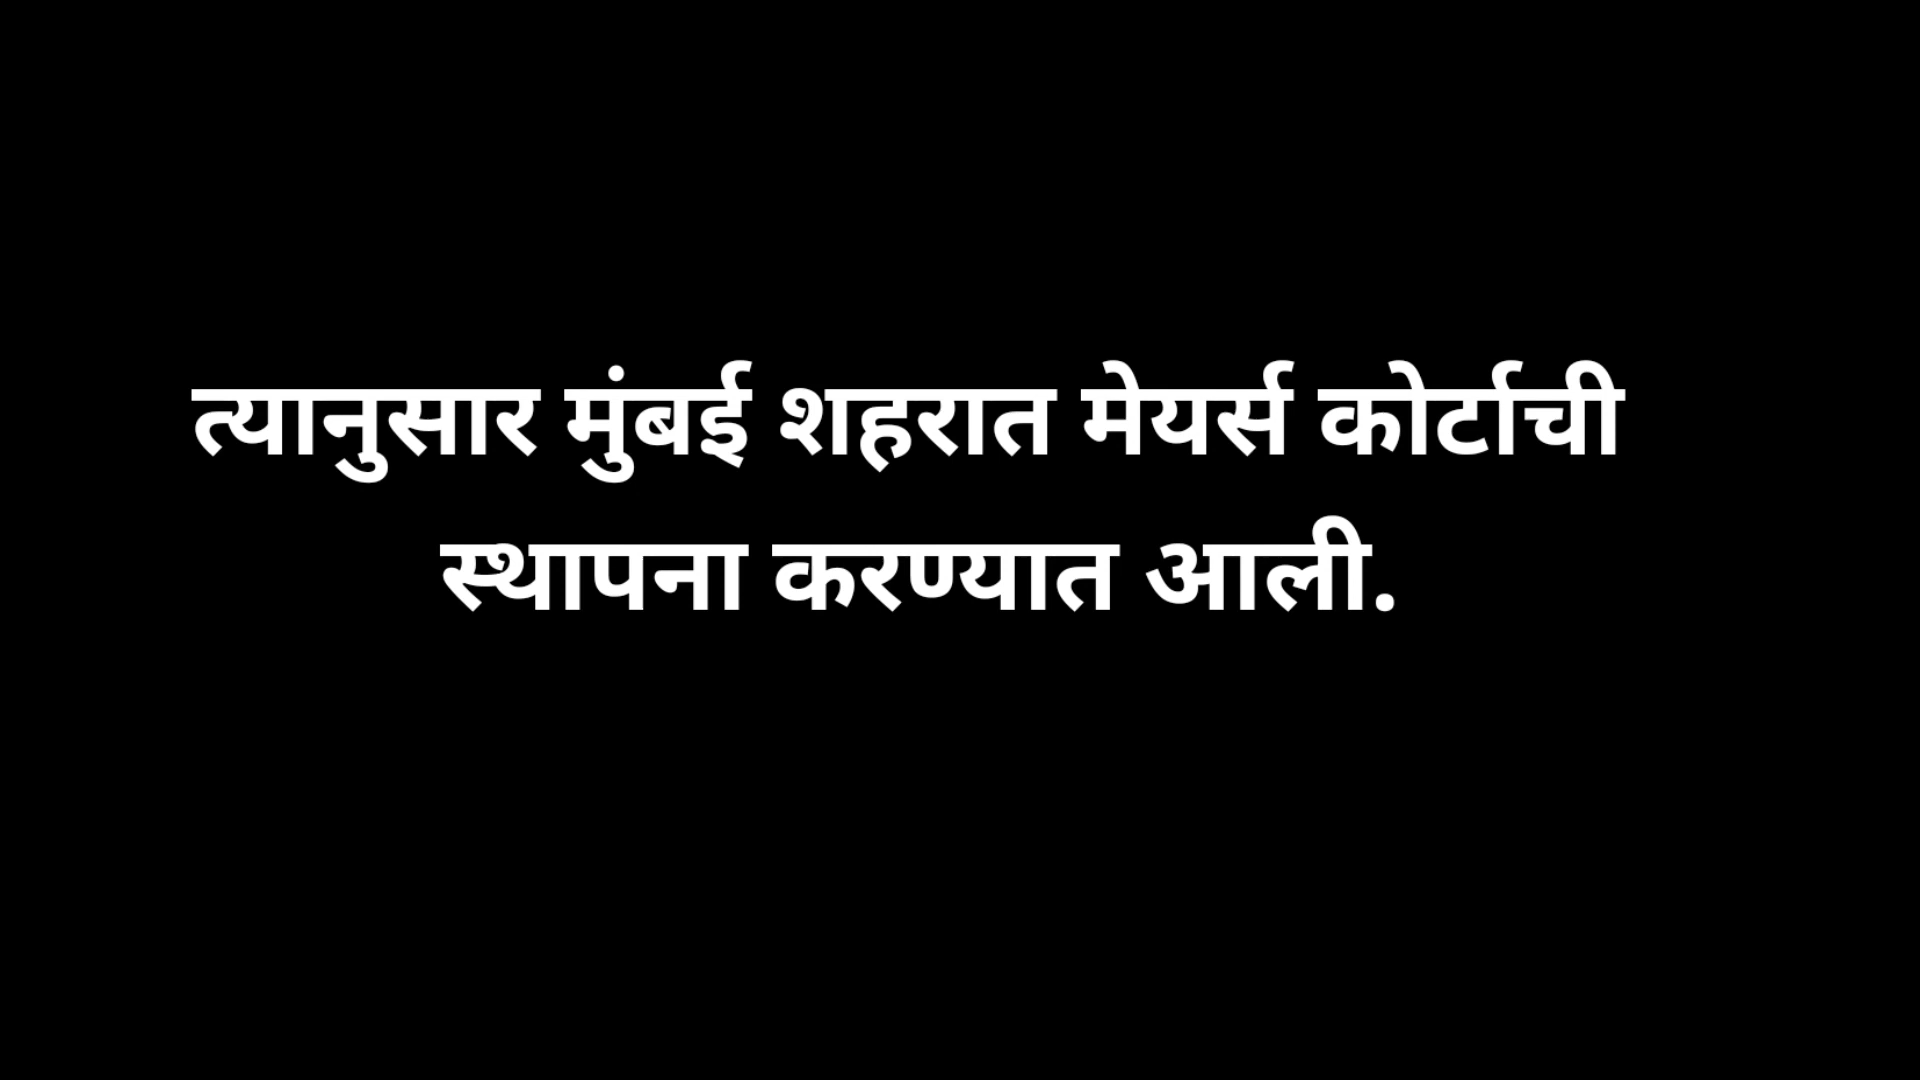 त्यानुसार मुंबई शहरात मेयर्स कोर्टाची
स्थापना करण्यात आली.